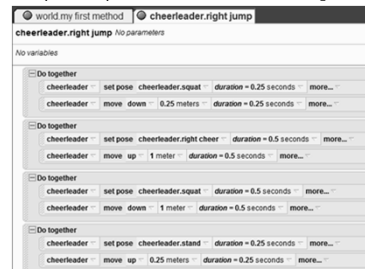 world.my first method cheerleader.right jump
cheerleader.right jump No parameters
No variables
Do together
cheerleader set pose cheerleader.squat duration = 0.25 seconds more...
cheerleader move down 0.25 meters duration = 0.25 seconds more...
Do together
cheerleader set pose cheerleader.right cheer duration = 0.5 seconds more...
cheerleader move up 1 meter duration = 0.5 seconds more...
Do together
cheerleader set pose cheerleader.squat duration = 0.5 seconds more...
cheerleader move down 1 meter duration = 0.5 seconds more...
Do together
cheerleader set pose cheerleader.stand duration = 0.25 seconds more...
cheerleader move up 0.25 meters duration = 0.25 seconds more...